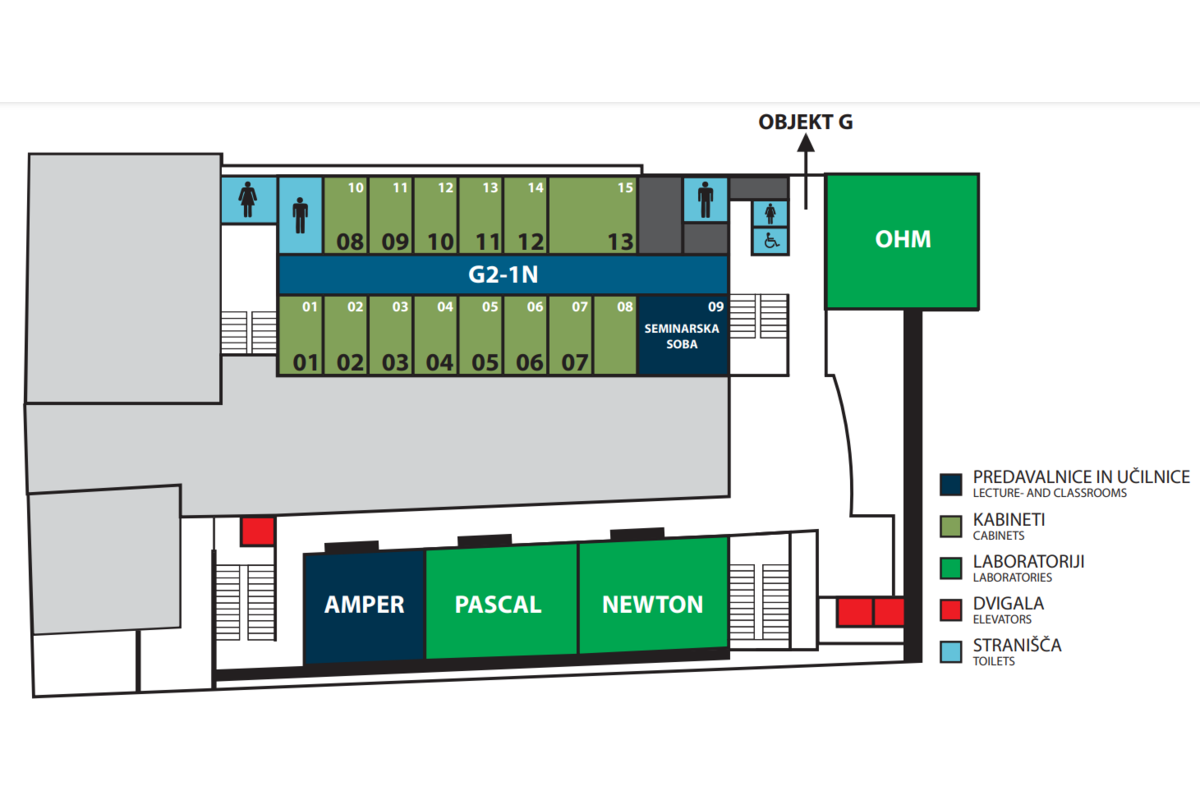 OBJEKT G
10 11 12 13 14 15
08 09 10 11 12 13
OHM
G2-1N
01 02 03 04 05 06 07 08 09
SEMINARSKA
SOBA
01 02 03 04 05 06 07
PREDAVALNICE IN UČILNICE
LECTURE- AND CLASSROOMS
KABINETI
CABINETS
LABORATORIJI
LABORATORIES
DVIGALA
ELEVATORS
STRANIŠČA
TOILETS
AMPER
PASCAL
NEWTON